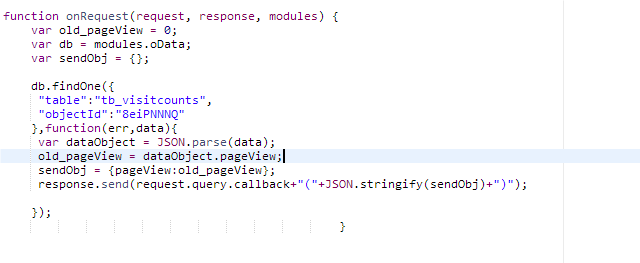 function onRequest(request, response, modules) {
var old_pageView = 0;
var db = modules.oData;
var sendObj = {};
db.findOne({
"table":"tb_visitcounts",
"objectId":"8eiPNNNQ"
},function(err,data){
var dataObject = JSON.parse(data);
old_pageView = dataObject.pageView;
sendObj = {pageView:old_pageView};
response.send(request.query.callback+"("+JSON.stringify(sendObj)+")");
});
}